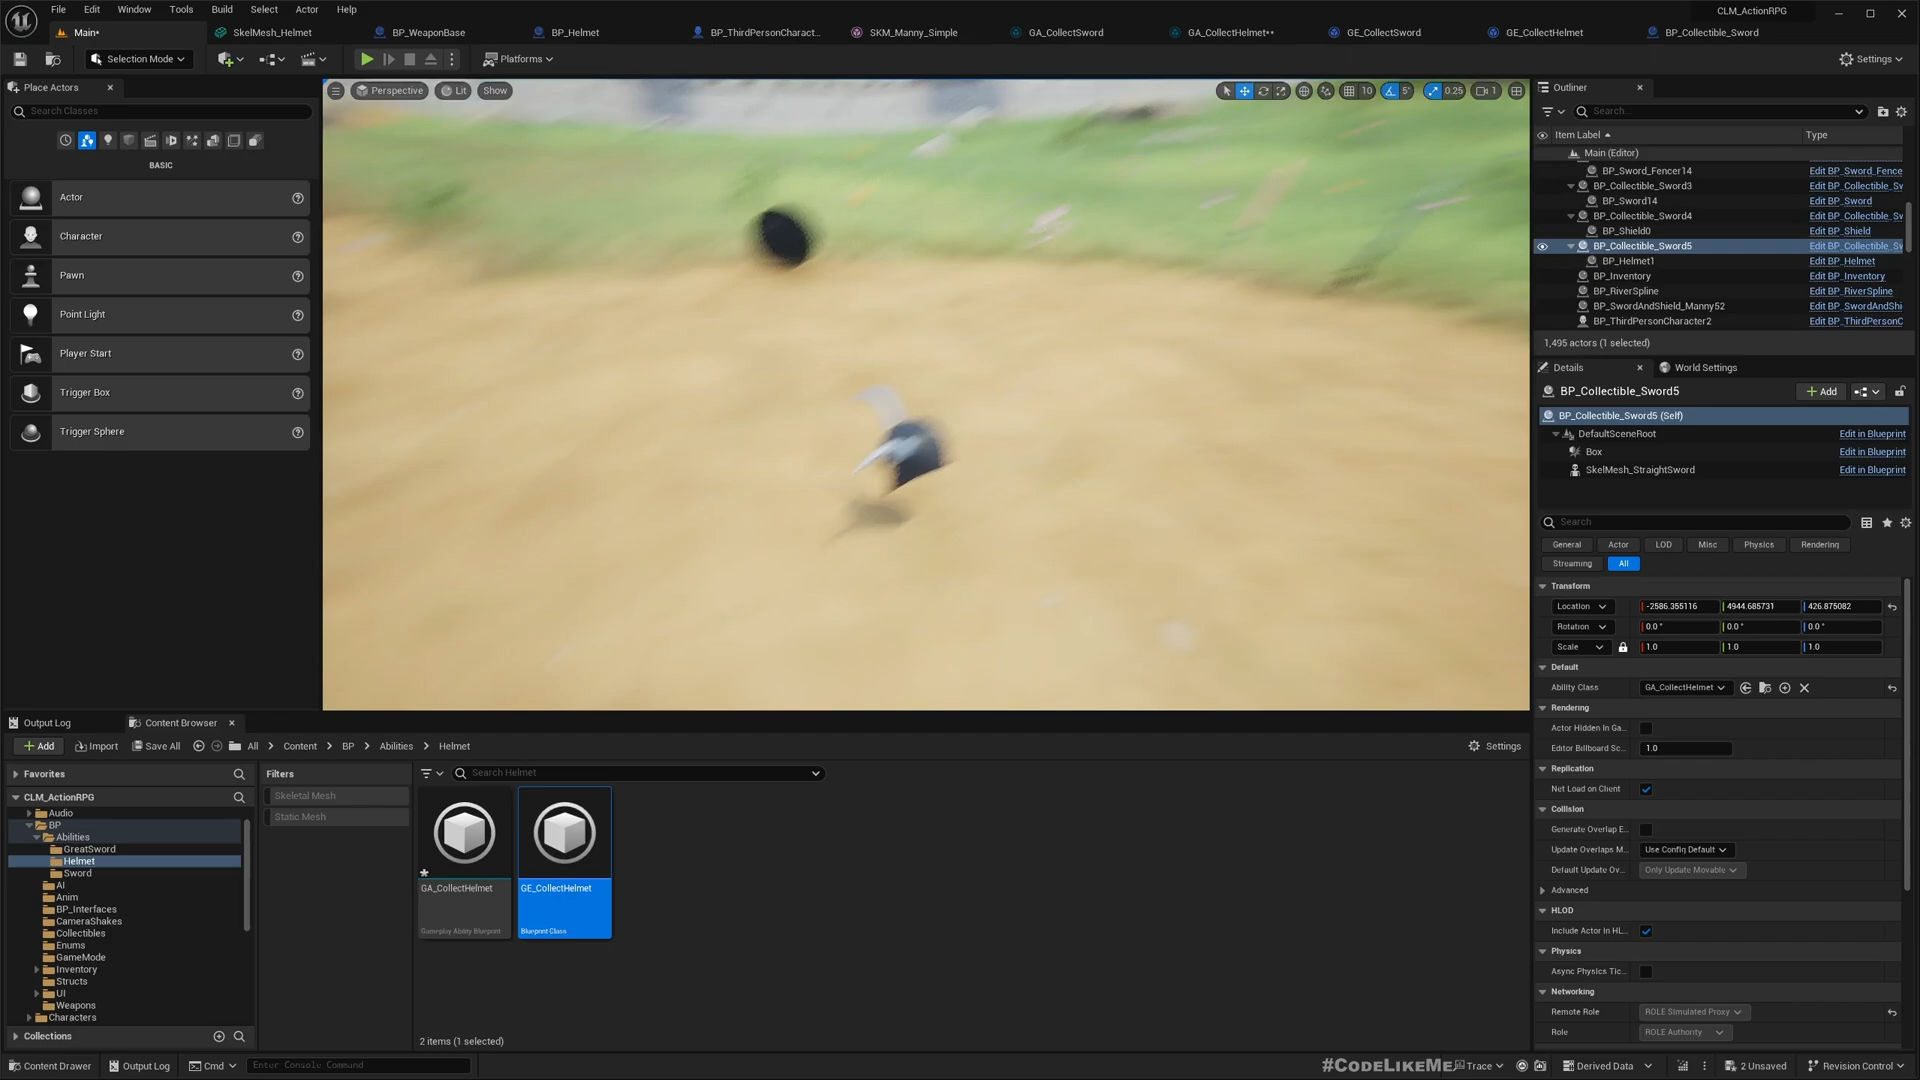 File Edit Window Tools Build Select Actor Help
CLM_ActionRPG
Main•
SkelMesh_Helmet
BP_WeaponBase
BP_Helmet
BP_ThirdPersonCharact...
SKM_Manny_Simple
GA_CollectSword
GA_CollectHelmet••
GE_CollectSword
GE_CollectHelmet
BP_Collectible_Sword
Selection Mode
Platforms
Settings
Place Actors
Search Classes
BASIC
Actor
Character
Pawn
Point Light
Player Start
Trigger Box
Trigger Sphere
Perspective
Lit
Show
10
5°
0.25
1
Outliner
Search...
Item Label
Type
Main (Editor)
BP_Sword_Fencer14 Edit BP_Sword_Fence
BP_Collectible_Sword3 Edit BP_Collectible_Sw
BP_Sword14 Edit BP_Sword
BP_Collectible_Sword4 Edit BP_Collectible_Sw
BP_Shield0 Edit BP_Shield
BP_Collectible_Sword5 Edit BP_Collectible_Sw
BP_Helmet1 Edit BP_Helmet
BP_Inventory Edit BP_Inventory
BP_RiverSpline Edit BP_RiverSpline
BP_SwordAndShield_Manny52 Edit BP_SwordAndShi
BP_ThirdPersonCharacter2 Edit BP_ThirdPersonC
1,495 actors (1 selected)
Details
World Settings
BP_Collectible_Sword5
Add
BP_Collectible_Sword5 (Self)
DefaultSceneRoot Edit in Blueprint
Box Edit in Blueprint
SkelMesh_StraightSword Edit in Blueprint
Search
General Actor LOD Misc Physics Rendering
Streaming All
Transform
Location -2586.355116 4944.685731 426.875082
Rotation 0.0 ° 0.0 ° 0.0 °
Scale 1.0 1.0 1.0
Default
Ability Class GA_CollectHelmet
Rendering
Actor Hidden In Ga...
Editor Billboard Sc... 1.0
Replication
Net Load on Client
Collision
Generate Overlap E...
Update Overlaps M... Use Config Default
Default Update Ov... Only Update Movable
Advanced
HLOD
Include Actor in HL...
Physics
Async Physics Tic...
Networking
Remote Role ROLE Simulated Proxy
Role ROLE Authority
Output Log
Content Browser
Add
Import
Save All
All
Content
BP
Abilities
Helmet
Settings
Favorites
CLM_ActionRPG
Audio
BP
Abilities
GreatSword
Helmet
Sword
AI
Anim
BP_Interfaces
CameraShakes
Collectibles
Enums
GameMode
Inventory
Structs
UI
Weapons
Characters
Collections
Filters
Skeletal Mesh
Static Mesh
Search Helmet
GA_CollectHelmet
Gameplay Ability Blueprint
GE_CollectHelmet
Blueprint Class
2 items (1 selected)
Content Drawer
Output Log
Cmd
Enter Console Command
#CODELIKEME
Trace
Derived Data
2 Unsaved
Revision Control